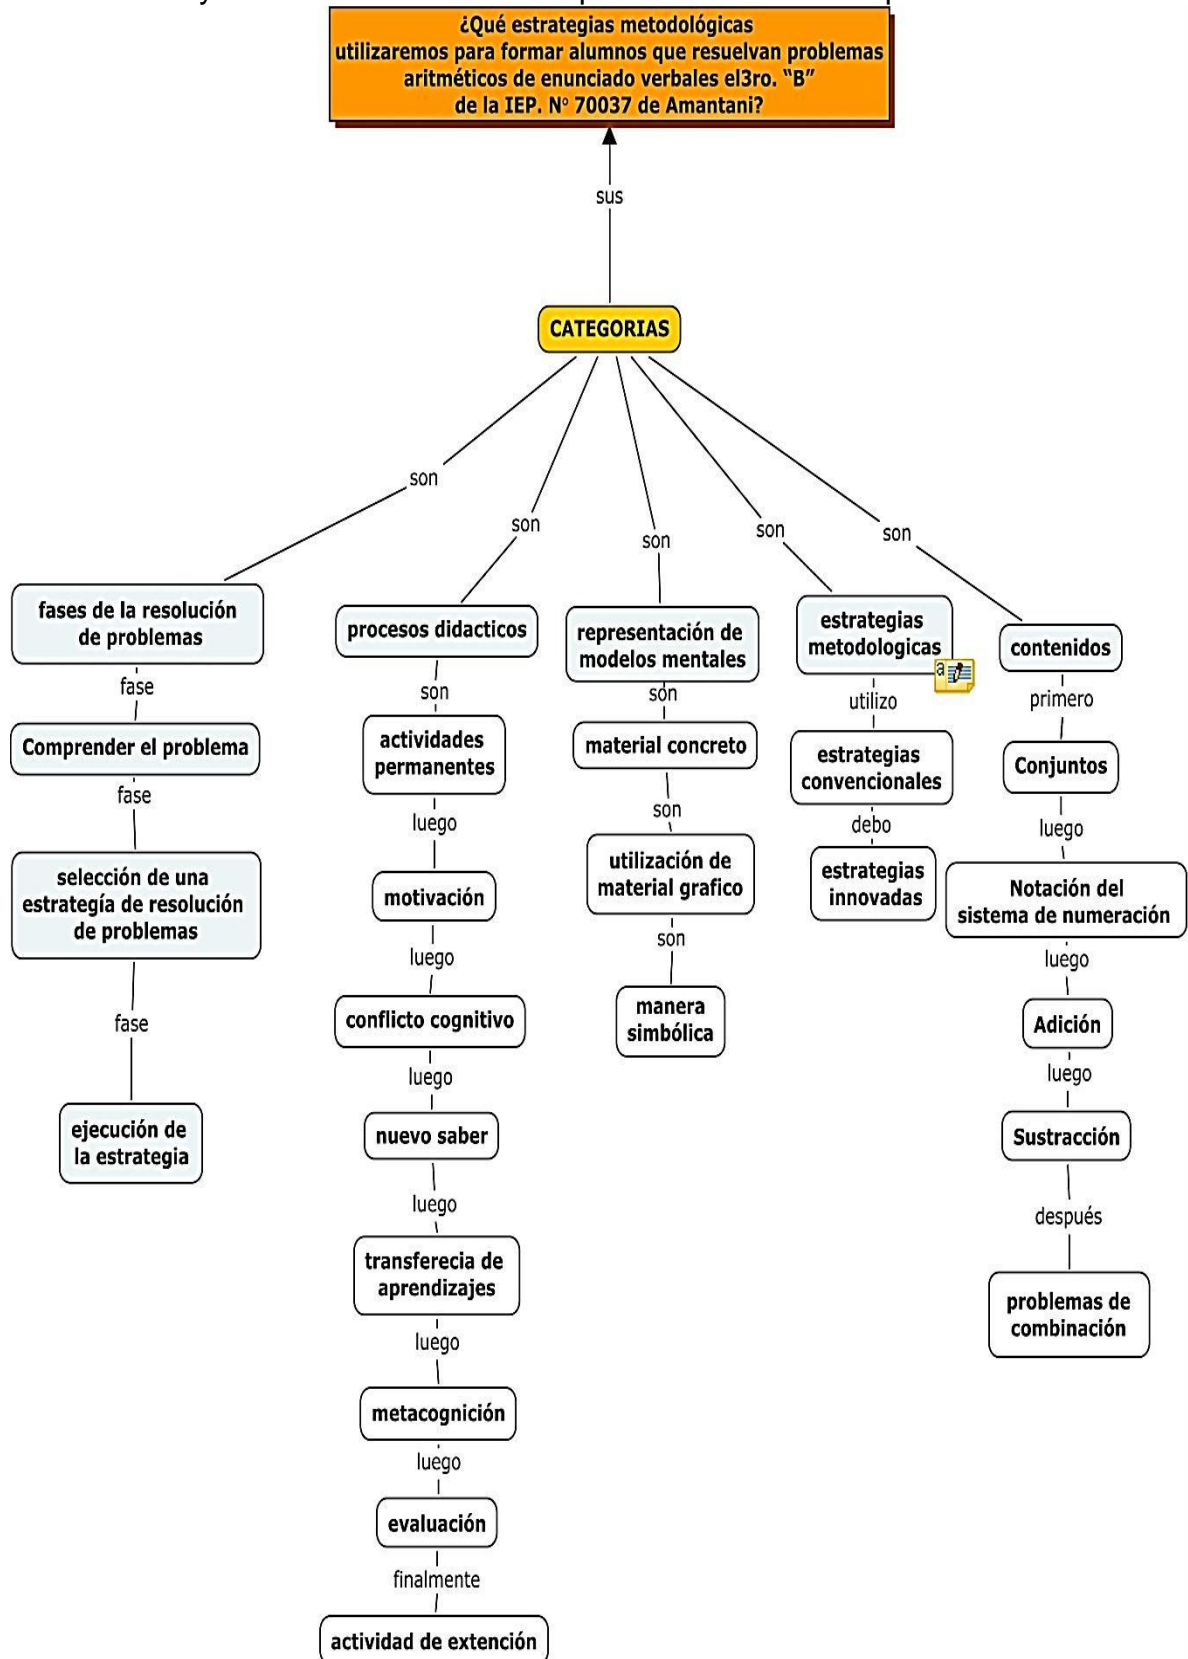 ¿Qué estrategias metodológicas
utilizaremos para formar alumnos que resuelvan problemas
aritméticos de enunciado verbales el3ro. “B”
de la IEP. Nº 70037 de Amantani?
sus
CATEGORIAS
son
son
son
son
son
fases de la resolución
de problemas
fase
Comprender el problema
fase
selección de una
estrategía de resolución
de problemas
fase
ejecución de
la estrategia
procesos didacticos
son
actividades
permanentes
luego
motivación
luego
conflicto cognitivo
luego
nuevo saber
luego
transferecia de
aprendizajes
luego
metacognición
luego
evaluación
finalmente
actividad de extención
representación de
modelos mentales
son
material concreto
son
utilización de
material grafico
son
manera
simbólica
estrategias
metodologicas
a
utilizo
estrategias
convencionales
debo
estrategias
innovadas
contenidos
primero
Conjuntos
luego
Notación del
sistema de numeración
luego
Adición
luego
Sustracción
después
problemas de
combinación